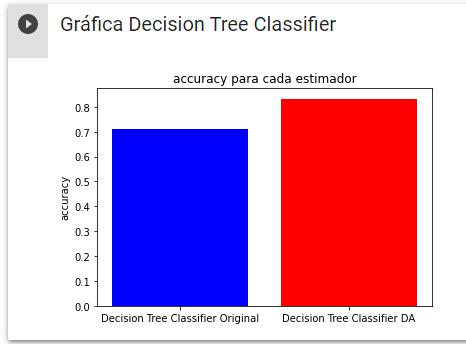 Gráfica Decision Tree Classifier
accuracy para cada estimador
0.8
0.7
0.6
0.5
0.4
0.3
0.2
0.1
0.0
accuracy
Decision Tree Classifier Original
Decision Tree Classifier DA